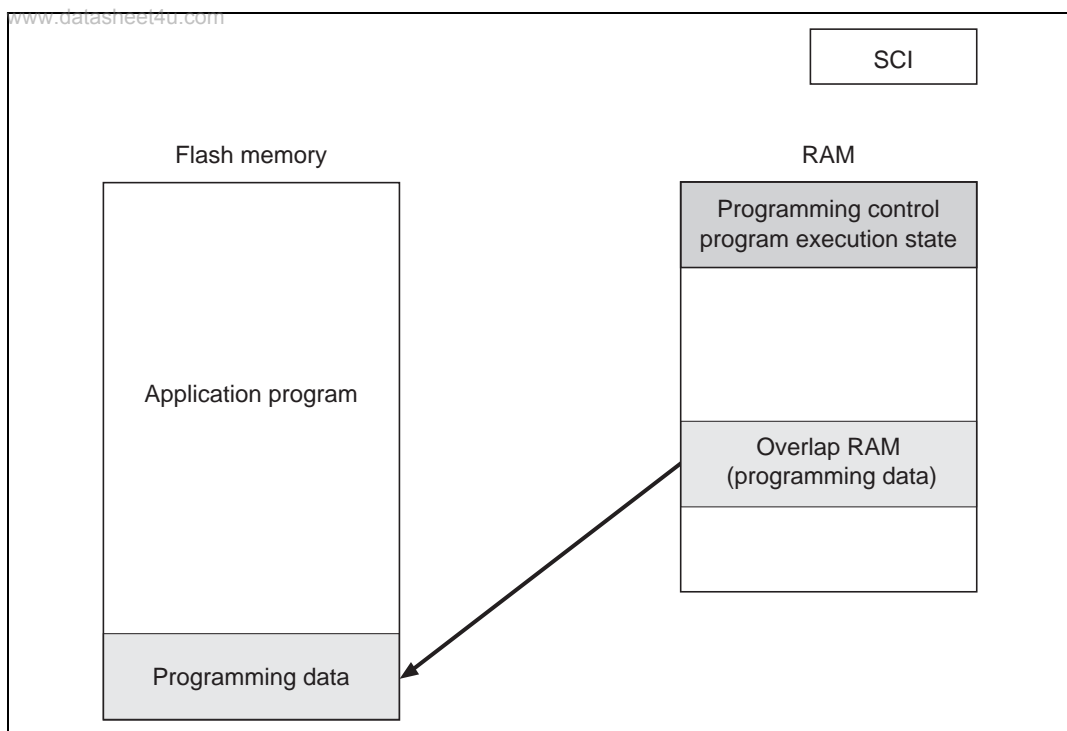 www.datasheet4u.com
SCI
Flash memory
RAM
Programming control
program execution state
Application program
Overlap RAM
(programming data)
Programming data